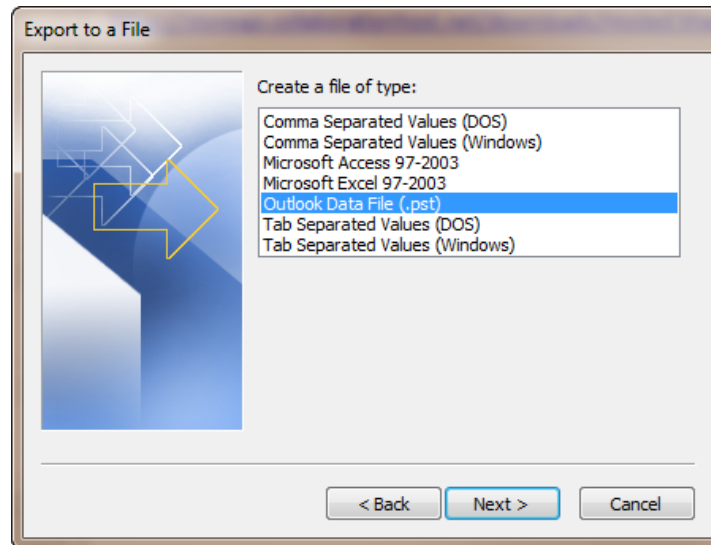 Export to a File
Create a file of type:
Comma Separated Values (DOS)
Comma Separated Values (Windows)
Microsoft Access 97-2003
Microsoft Excel 97-2003
Outlook Data File (.pst)
Tab Separated Values (DOS)
Tab Separated Values (Windows)
< Back Next > Cancel